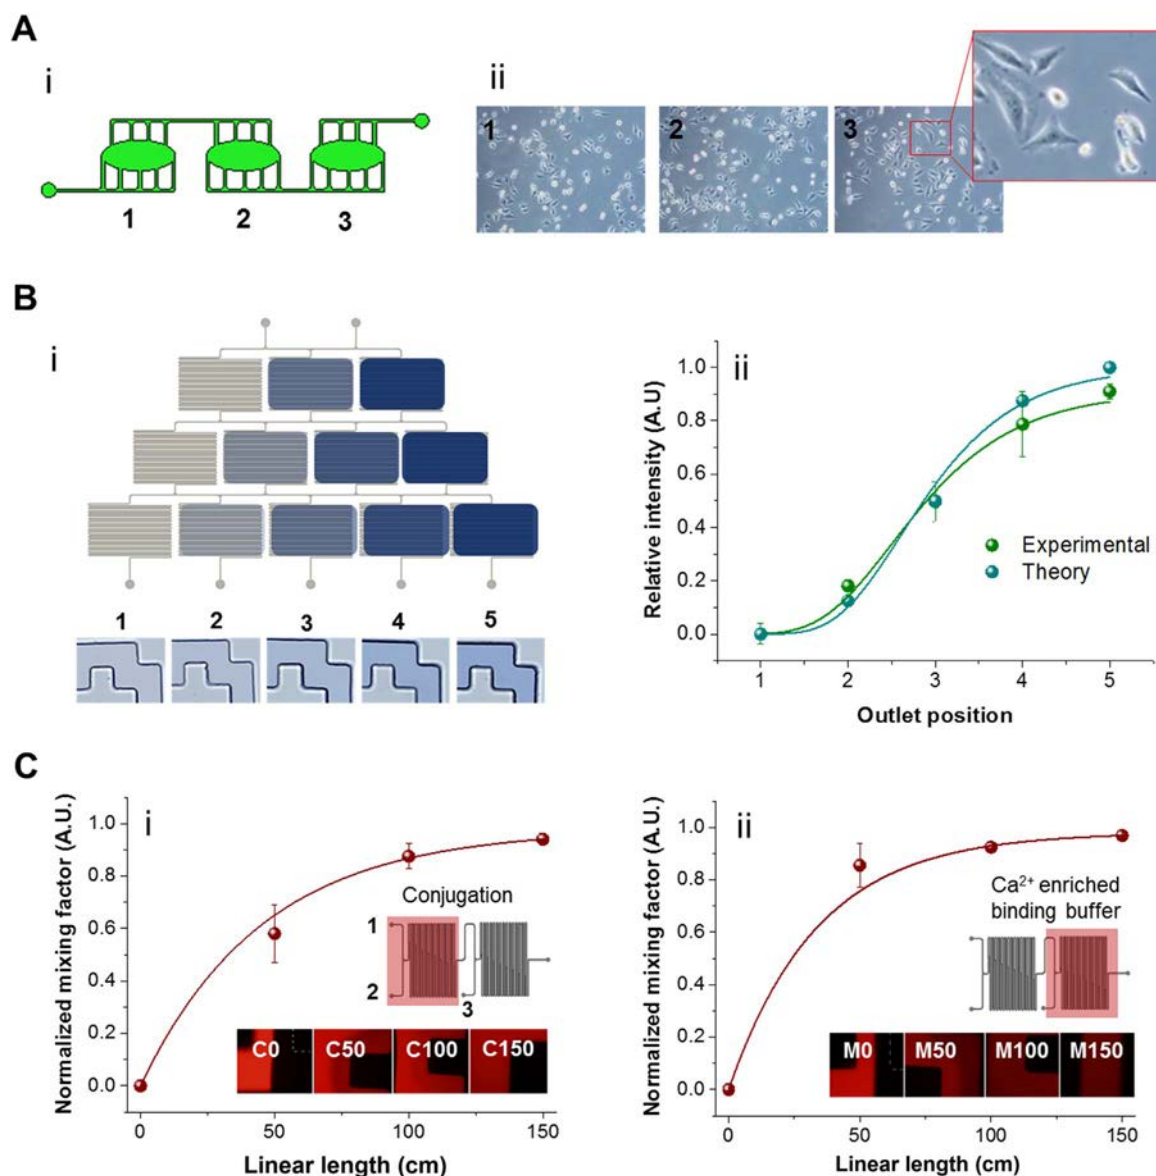 A
i
1
2
3
ii
1
2
3
B
i
1
2
3
4
5
ii
Relative intensity (A.U)
1.0
0.8
0.6
0.4
0.2
0.0
Experimental
Theory
1
2
3
4
5
Outlet position
C
i
Normalized mixing factor (A.U.)
1.0
0.8
0.6
0.4
0.2
0.0
Conjugation
1
2
3
C0
C50
C100
C150
0
50
100
150
Linear length (cm)
ii
Normalized mixing factor (A.U.)
1.0
0.8
0.6
0.4
0.2
0.0
Ca²⁺ enriched
binding buffer
M0
M50
M100
M150
0
50
100
150
Linear length (cm)